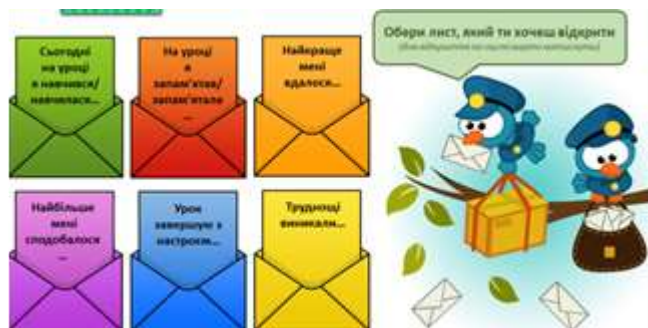 Сьогодні
на уроці
я навчився/
навчилася...
На уроці
я
запам'ятав/
запам'ятала
...
Найкраще
мені
вдалося...
Найбільше
мені
сподобалося
...
Урок
завершую з
настроєм...
Труднощі
виникали...
Обери лист, який ти хочеш відкрити